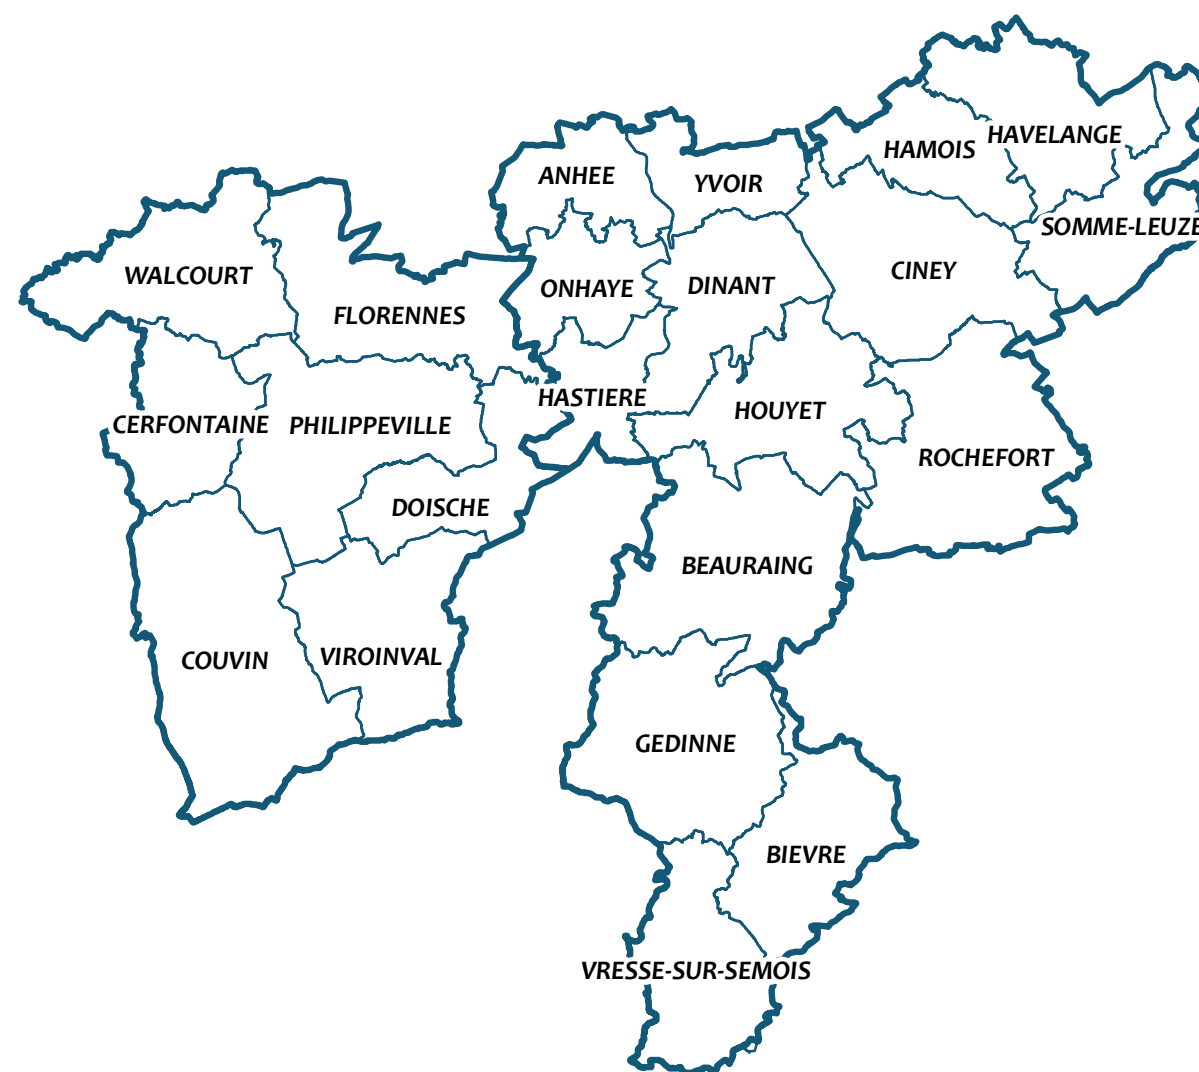 HAVELANGE
HAMOIS
ANHEE
YVOIR
SOMME-LEUZE
WALCOURT
CINEY
DINANT
ONHAYE
FLORENNES
HASTIERE
HOUYET
CERFONTAINE
PHILIPPEVILLE
ROCHEFORT
DOISCHE
BEAURAING
VIROINVAL
COUVIN
GEDINNE
BIEVRE
VRESSE-SUR-SEMOIS